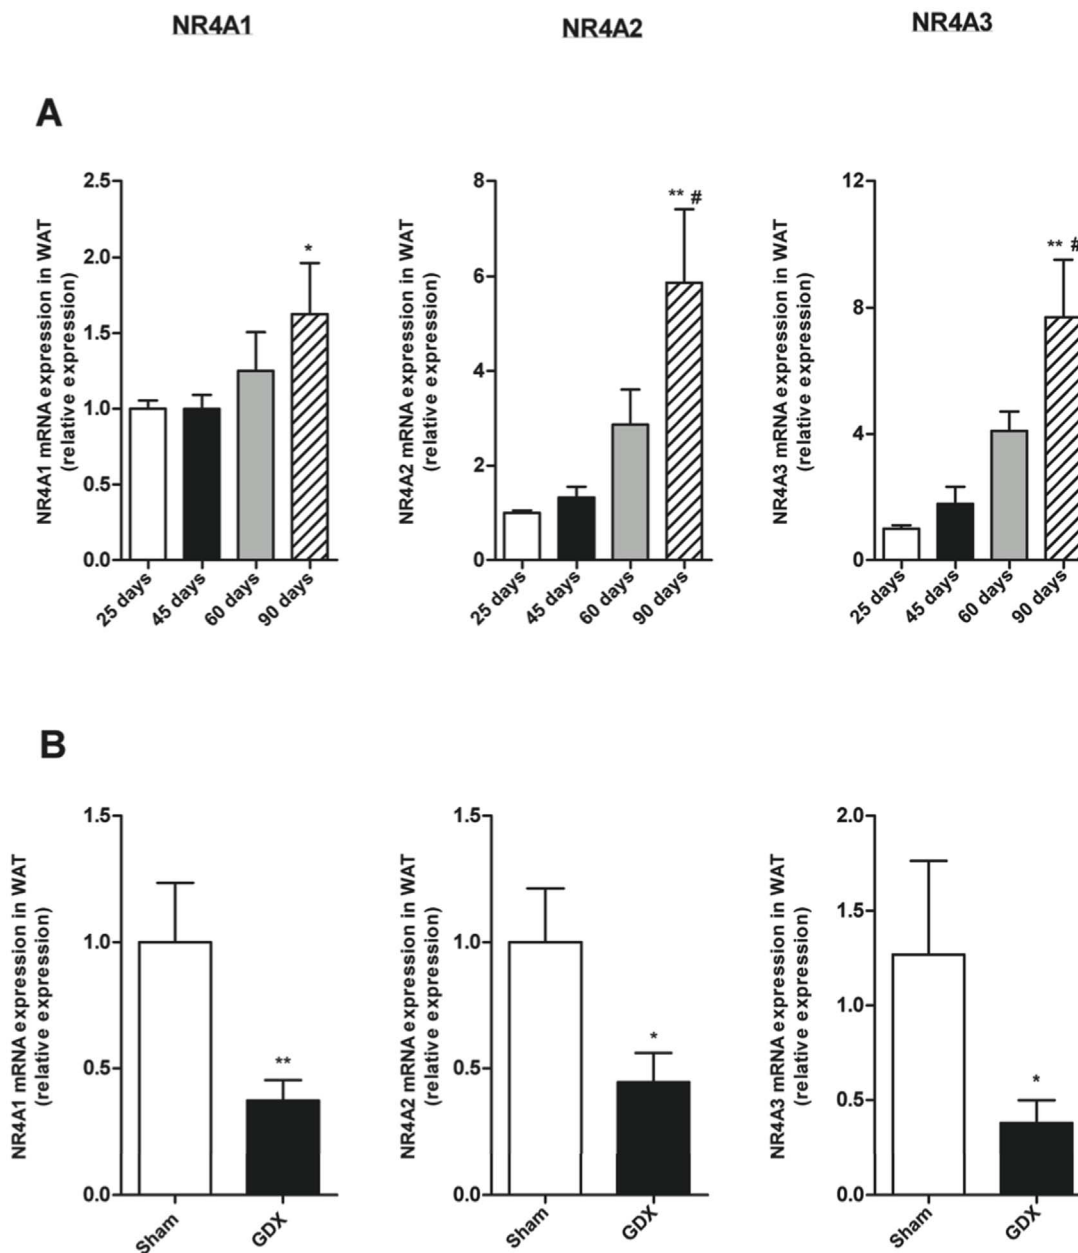 NR4A1
NR4A2
NR4A3
A
NR4A1 mRNA expression in WAT
(relative expression)
2.5
2.0
1.5
1.0
0.5
0.0
*
25 days
45 days
60 days
90 days
NR4A2 mRNA expression in WAT
(relative expression)
8
6
4
2
0
** #
25 days
45 days
60 days
90 days
NR4A3 mRNA expression in WAT
(relative expression)
12
8
4
0
** #
25 days
45 days
60 days
90 days
B
NR4A1 mRNA expression in WAT
(relative expression)
1.5
1.0
0.5
0.0
**
Sham
GDX
NR4A2 mRNA expression in WAT
(relative expression)
1.5
1.0
0.5
0.0
*
Sham
GDX
NR4A3 mRNA expression in WAT
(relative expression)
2.0
1.5
1.0
0.5
0.0
*
Sham
GDX